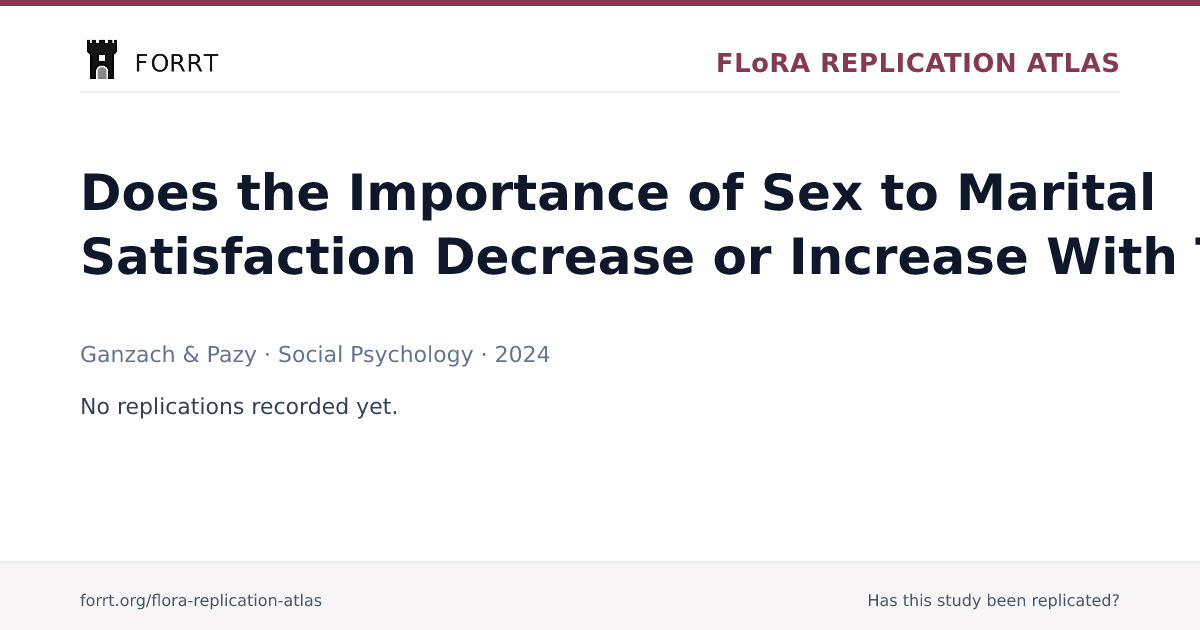 FORRT
FLoRA REPLICATION ATLAS
Does the Importance of Sex to Marital
Satisfaction Decrease or Increase With
Ganzach & Pazy · Social Psychology · 2024
No replications recorded yet.
forrt.org/flora-replication-atlas
Has this study been replicated?